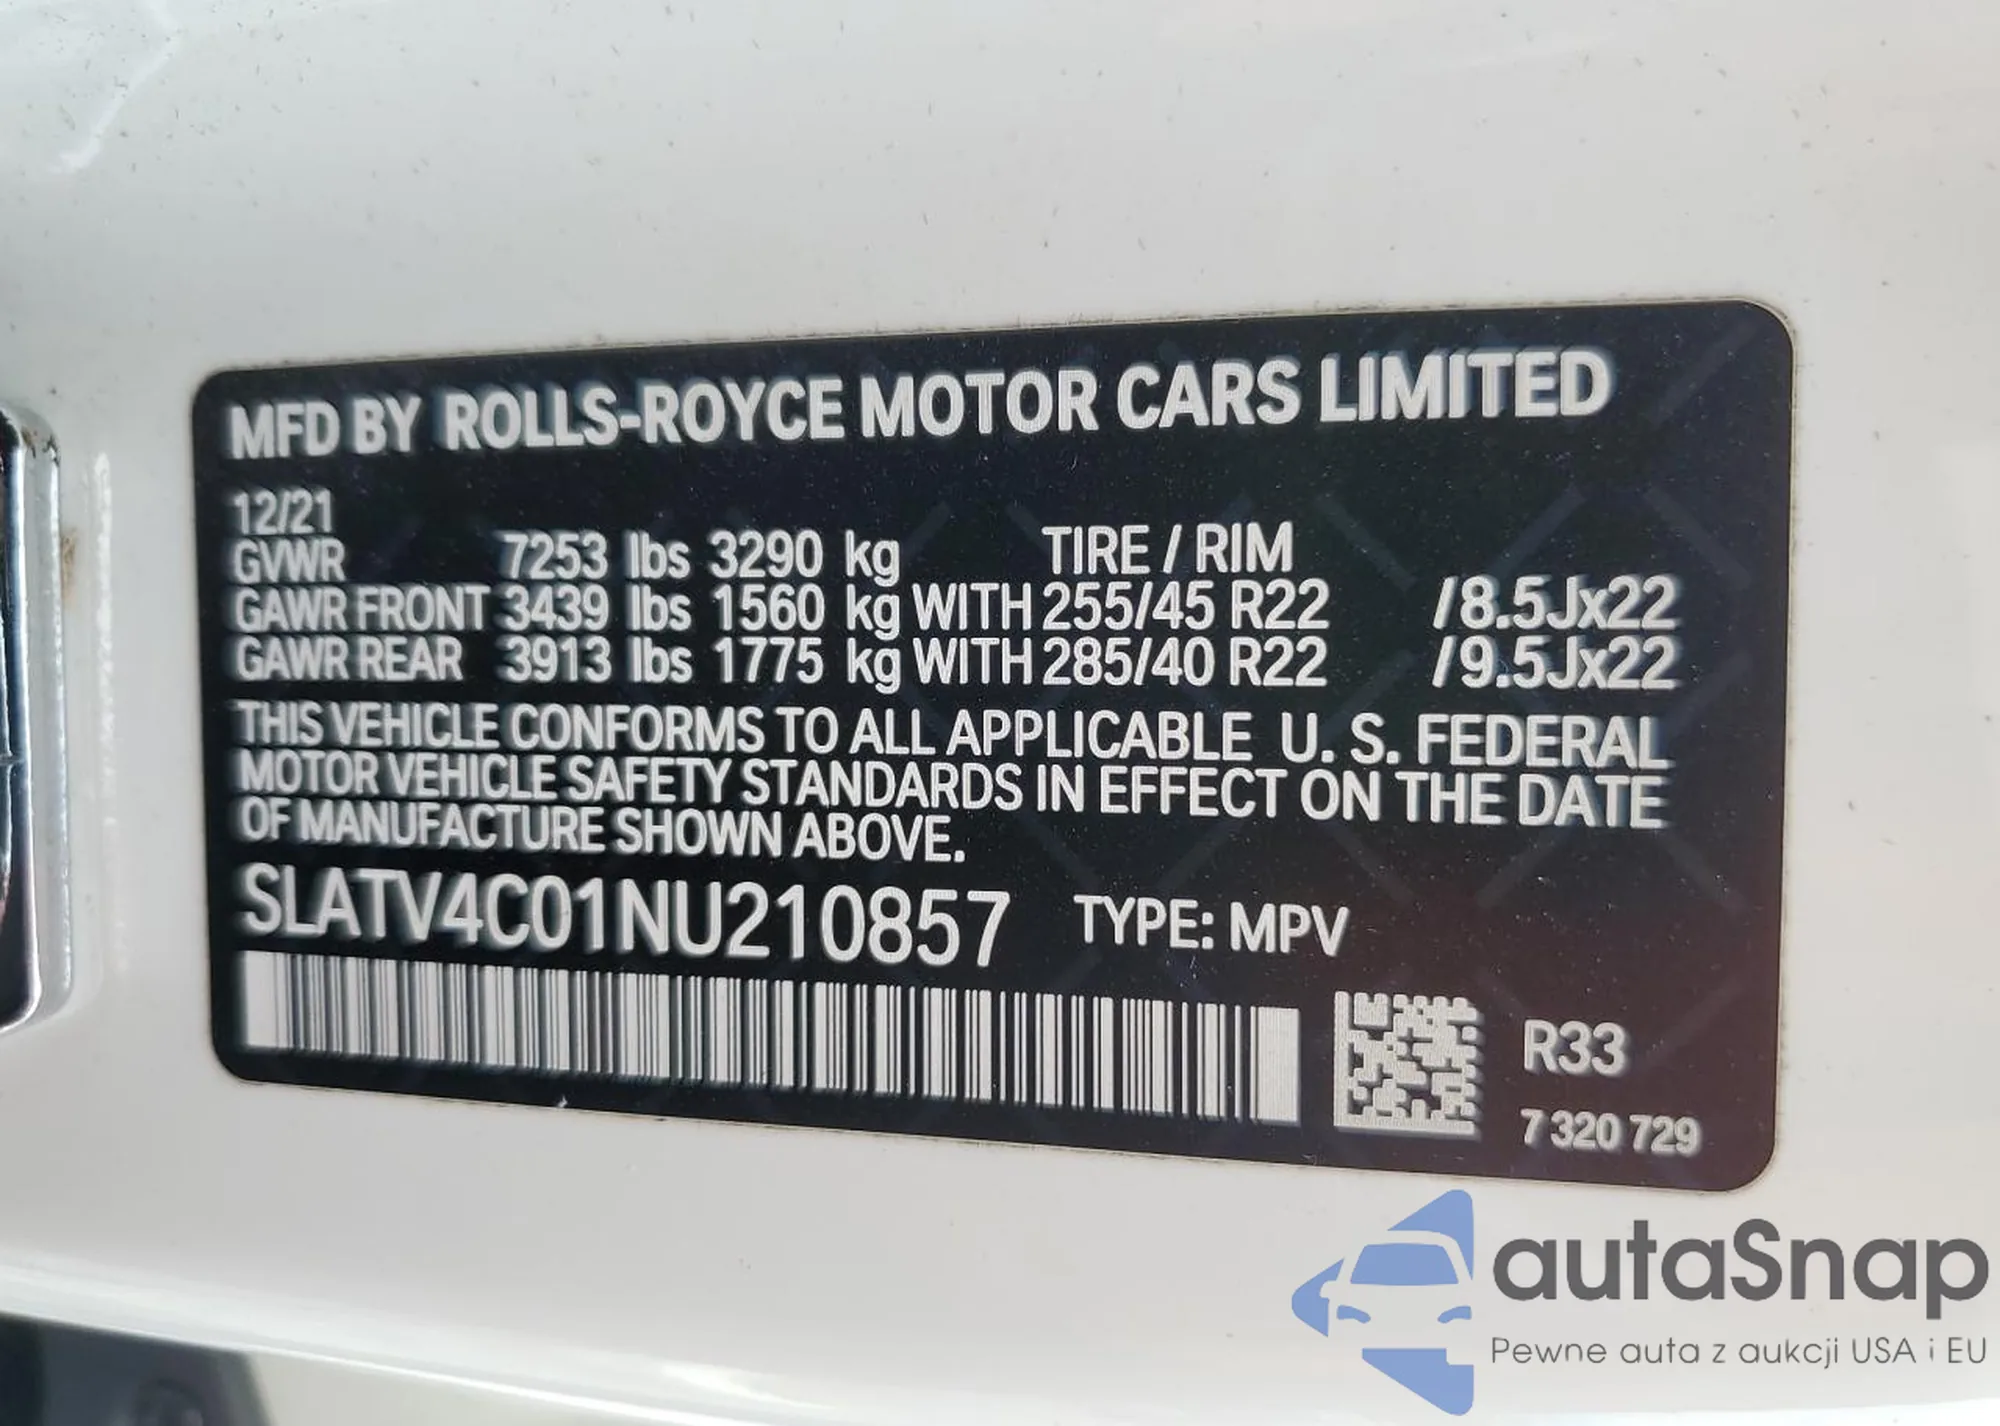 MFD BY ROLLS-ROYCE MOTOR CARS LIMITED
12/21
GVWR 7253 lbs 3290 kg TIRE / RIM
GAWR FRONT 3439 lbs 1560 kg WITH 255/45 R22 /8.5Jx22
GAWR REAR 3913 lbs 1775 kg WITH 285/40 R22 /9.5Jx22
THIS VEHICLE CONFORMS TO ALL APPLICABLE U. S. FEDERAL
MOTOR VEHICLE SAFETY STANDARDS IN EFFECT ON THE DATE
OF MANUFACTURE SHOWN ABOVE.
SLATV4C01NU210857 TYPE: MPV
R33
7 320 729
autaSnap
Pewne auta z aukcji USA i EU